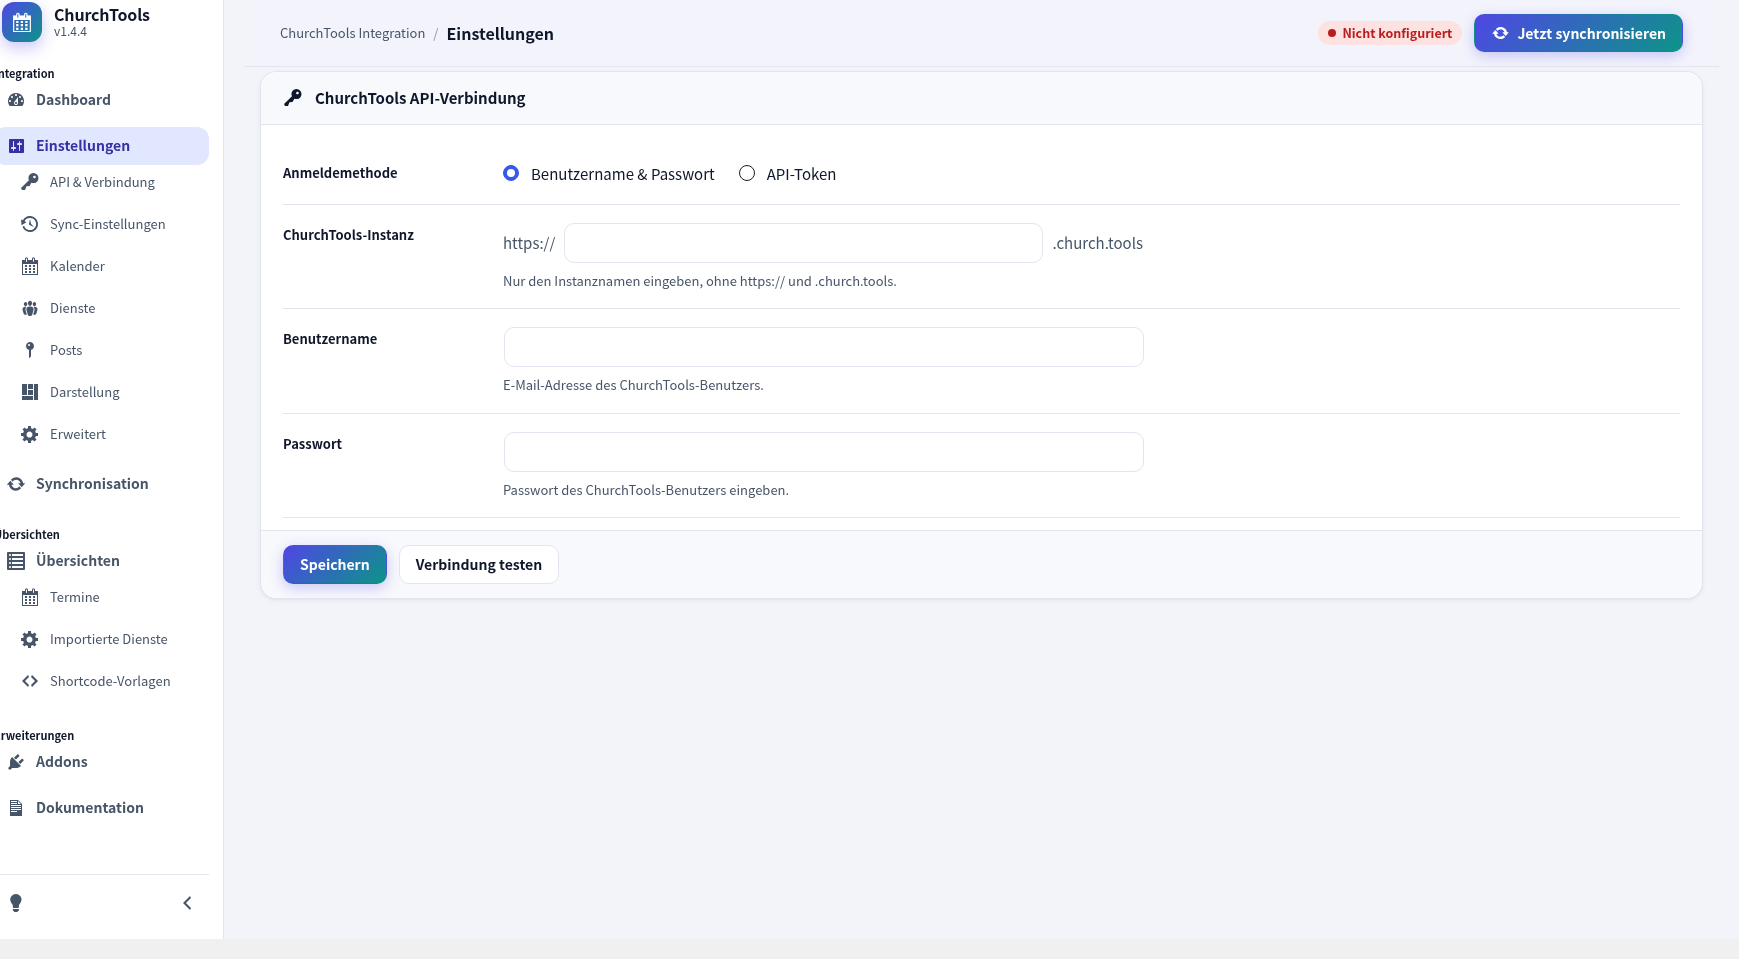 ChurchTools
v1.4.4
ntegration
Dashboard
Einstellungen
API & Verbindung
Sync-Einstellungen
Kalender
Dienste
Posts
Darstellung
Erweitert
Synchronisation
Übersichten
Übersichten
Termine
Importierte Dienste
Shortcode-Vorlagen
rweiterungen
Addons
Dokumentation
ChurchTools Integration / Einstellungen
Nicht konfiguriert
Jetzt synchronisieren
ChurchTools API-Verbindung
Anmeldemethode
Benutzername & Passwort
API-Token
ChurchTools-Instanz
https://
.church.tools
Nur den Instanznamen eingeben, ohne https:// und .church.tools.
Benutzername
E-Mail-Adresse des ChurchTools-Benutzers.
Passwort
Passwort des ChurchTools-Benutzers eingeben.
Speichern
Verbindung testen